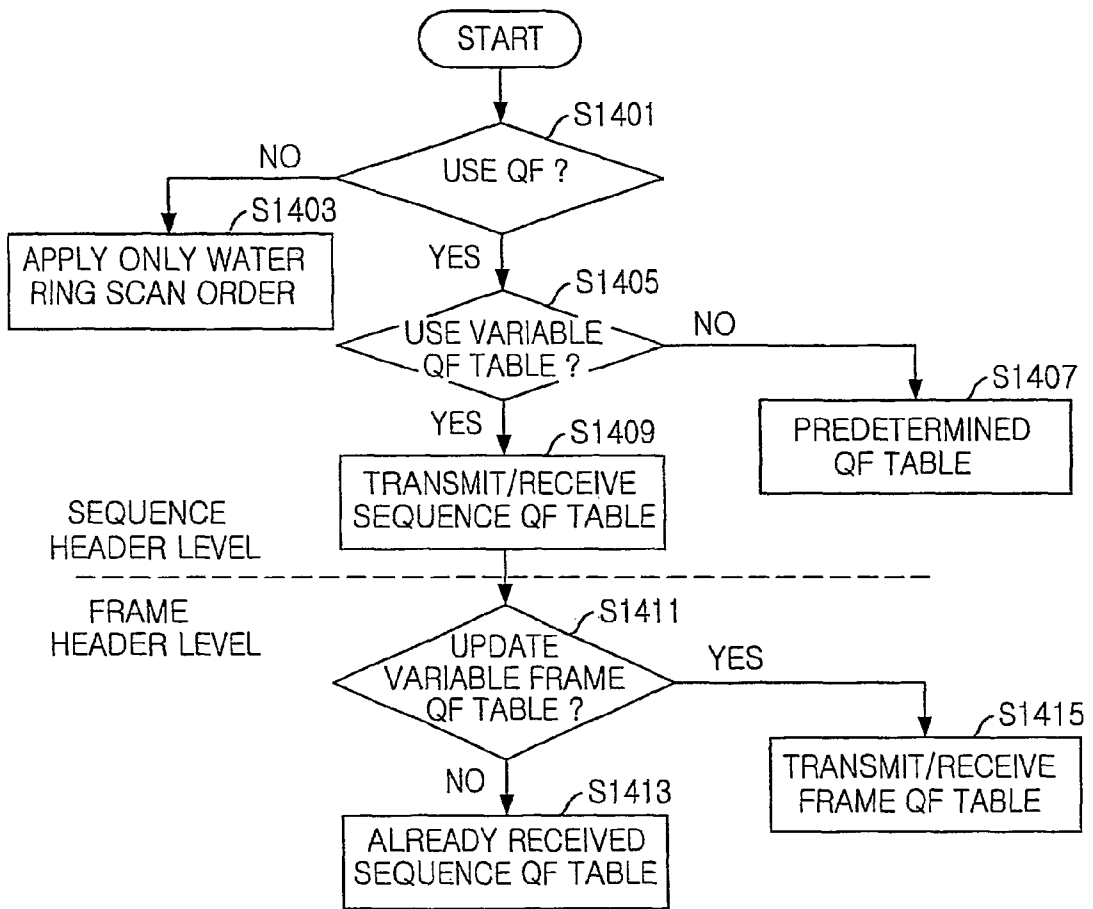 START
S1401
USE QF ?
NO
YES
S1403
APPLY ONLY WATER
RING SCAN ORDER
S1405
USE VARIABLE
QF TABLE ?
NO
YES
S1407
PREDETERMINED
QF TABLE
S1409
TRANSMIT/RECEIVE
SEQUENCE QF TABLE
SEQUENCE
HEADER LEVEL
FRAME
HEADER LEVEL
S1411
UPDATE
VARIABLE FRAME
QF TABLE ?
YES
NO
S1415
TRANSMIT/RECEIVE
FRAME QF TABLE
S1413
ALREADY RECEIVED
SEQUENCE QF TABLE